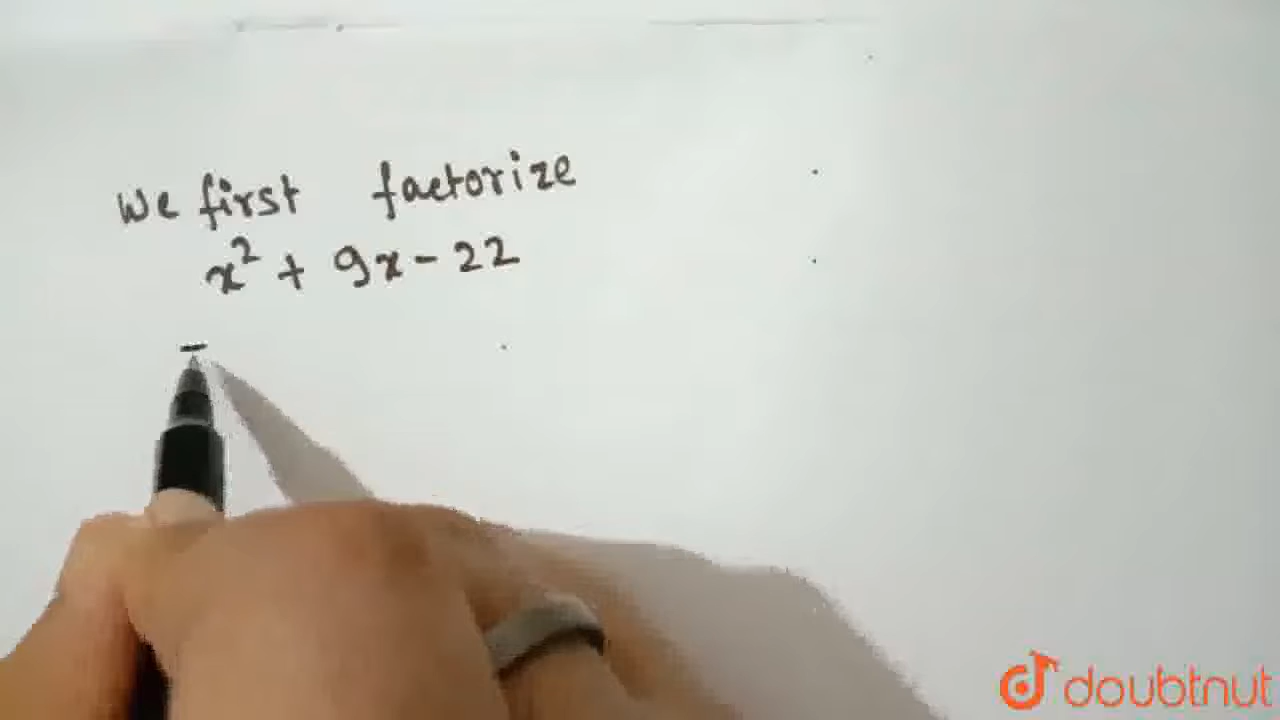 We first factorize
x² + 9x - 22
=
doubtnut